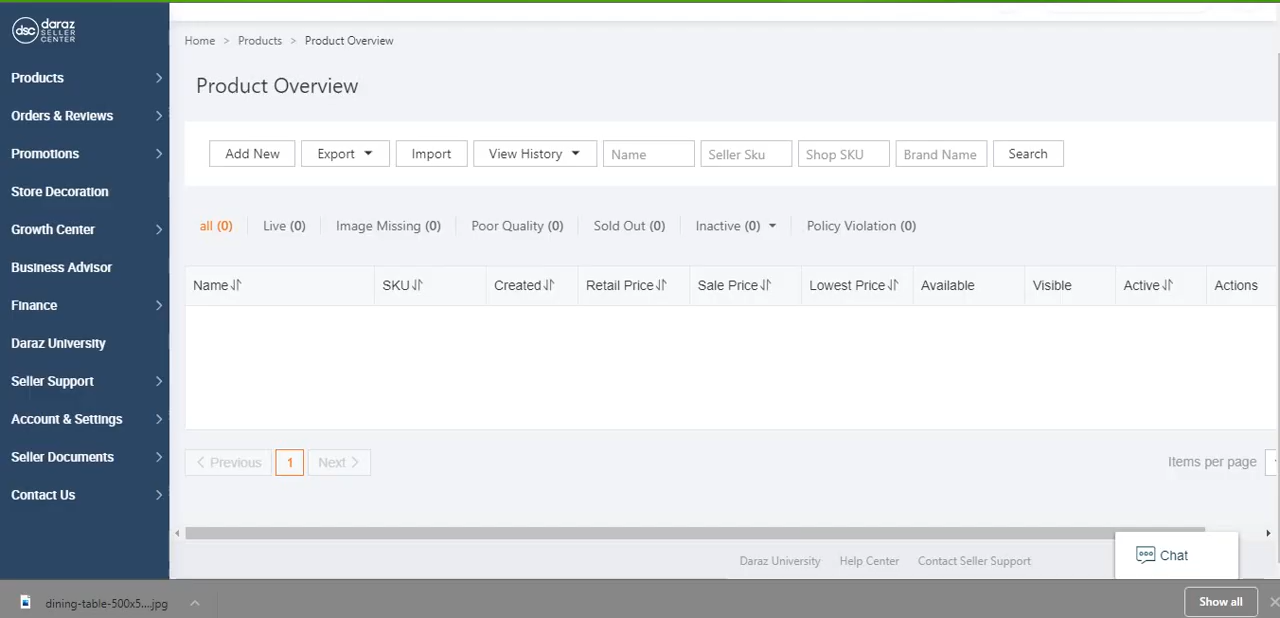 dsc daraz
SELLER
CENTER
Products
Orders & Reviews
Promotions
Store Decoration
Growth Center
Business Advisor
Finance
Daraz University
Seller Support
Account & Settings
Seller Documents
Contact Us
Home > Products > Product Overview
Product Overview
Add New Export Import View History Name Seller Sku Shop SKU Brand Name Search
all (0) Live (0) Image Missing (0) Poor Quality (0) Sold Out (0) Inactive (0) Policy Violation (0)
Name SKU Created Retail Price Sale Price Lowest Price Available Visible Active Actions
< Previous 1 Next > Items per page
Daraz University Help Center Contact Seller Support
Chat
dining-table-500x5....jpg Show all